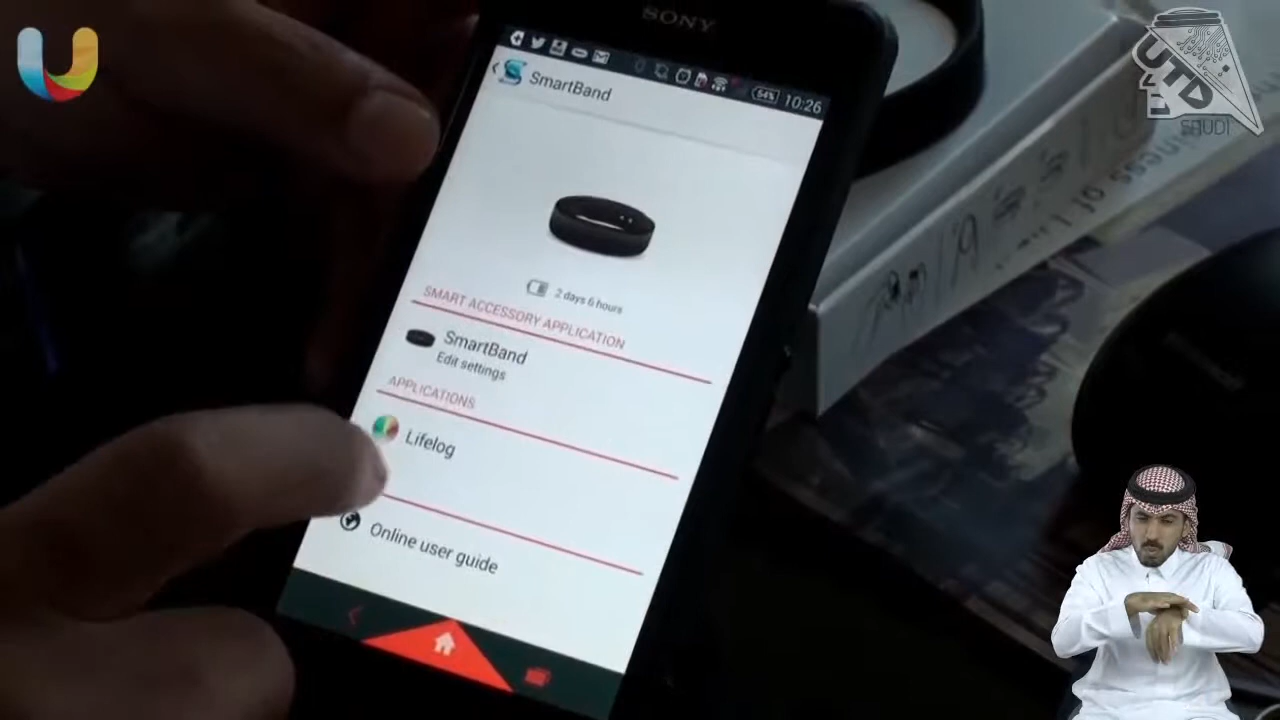 SONY
54% 10:26
SmartBand
2 days 6 hours
SMART ACCESSORY APPLICATION
SmartBand
Edit settings
APPLICATIONS
Lifelog
Online user guide
UTD
SAUDI